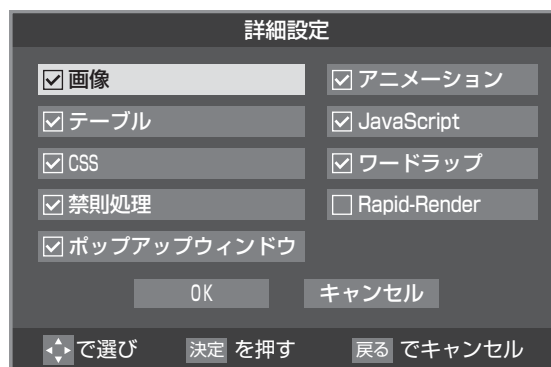 詳細設定
画像
アニメーション
テーブル
JavaScript
CSS
ワードラップ
禁則処理
Rapid-Render
ポップアップウィンドウ
OK キャンセル
で選び 決定 を押す 戻る でキャンセル